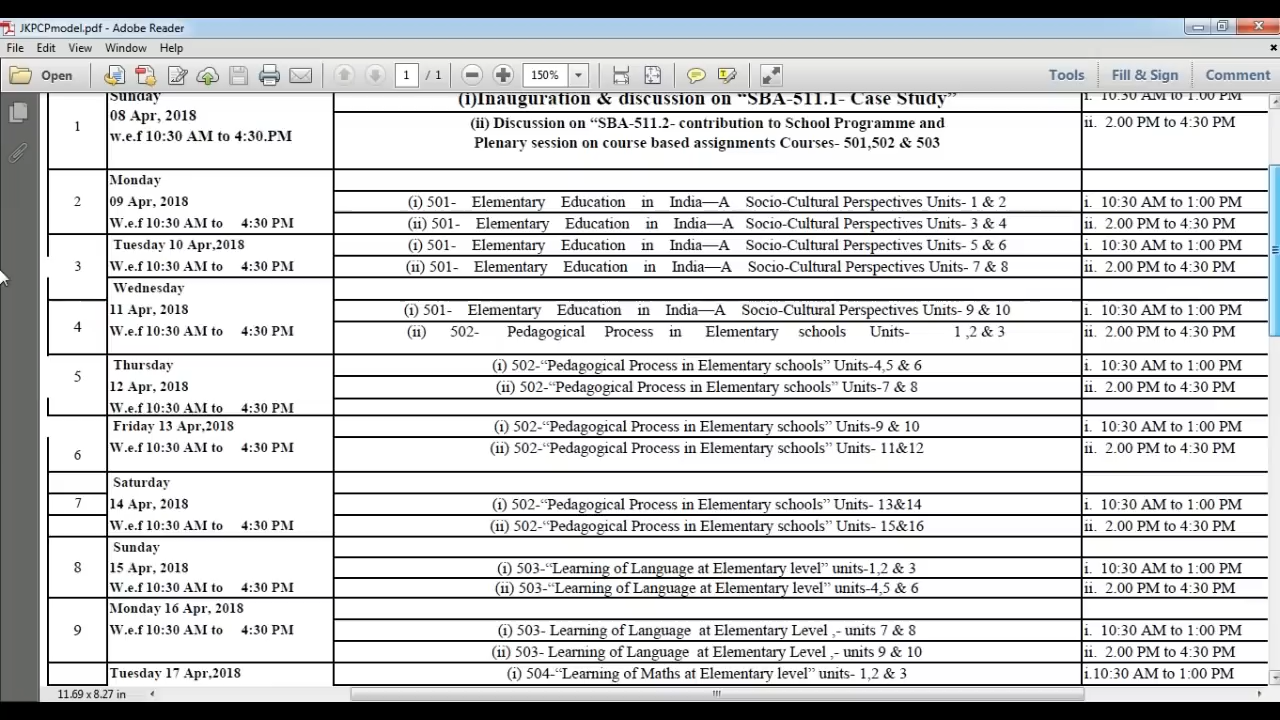 JKPCPmodel.pdf - Adobe Reader
File Edit View Window Help
Open 1 / 1 150% Tools Fill & Sign Comment
Sunday (i)Inauguration & discussion on “SBA-511.1- Case Study” i. 10:30 AM to 1:00 PM
1 08 Apr, 2018 (ii) Discussion on “SBA-511.2- contribution to School Programme and ii. 2.00 PM to 4:30 PM
w.e.f 10:30 AM to 4:30.PM Plenary session on course based assignments Courses- 501,502 & 503
Monday
2 09 Apr, 2018 (i) 501- Elementary Education in India—A Socio-Cultural Perspectives Units- 1 & 2 i. 10:30 AM to 1:00 PM
W.e.f 10:30 AM to 4:30 PM (ii) 501- Elementary Education in India—A Socio-Cultural Perspectives Units- 3 & 4 ii. 2.00 PM to 4:30 PM
Tuesday 10 Apr,2018 (i) 501- Elementary Education in India—A Socio-Cultural Perspectives Units- 5 & 6 i. 10:30 AM to 1:00 PM
3 W.e.f 10:30 AM to 4:30 PM (ii) 501- Elementary Education in India—A Socio-Cultural Perspectives Units- 7 & 8 ii. 2.00 PM to 4:30 PM
Wednesday
11 Apr, 2018 (i) 501- Elementary Education in India—A Socio-Cultural Perspectives Units- 9 & 10 i. 10:30 AM to 1:00 PM
4 W.e.f 10:30 AM to 4:30 PM (ii) 502- Pedagogical Process in Elementary schools Units- 1 ,2 & 3 ii. 2.00 PM to 4:30 PM
Thursday (i) 502-“Pedagogical Process in Elementary schools” Units-4,5 & 6 i. 10:30 AM to 1:00 PM
5 12 Apr, 2018 (ii) 502-“Pedagogical Process in Elementary schools” Units-7 & 8 ii. 2.00 PM to 4:30 PM
W.e.f 10:30 AM to 4:30 PM
Friday 13 Apr,2018 (i) 502-“Pedagogical Process in Elementary schools” Units-9 & 10 i. 10:30 AM to 1:00 PM
6 W.e.f 10:30 AM to 4:30 PM (ii) 502-“Pedagogical Process in Elementary schools” Units- 11&12 ii. 2.00 PM to 4:30 PM
Saturday
7 14 Apr, 2018 (i) 502-“Pedagogical Process in Elementary schools” Units- 13&14 i. 10:30 AM to 1:00 PM
W.e.f 10:30 AM to 4:30 PM (ii) 502-“Pedagogical Process in Elementary schools” Units- 15&16 ii. 2.00 PM to 4:30 PM
Sunday
8 15 Apr, 2018 (i) 503-“Learning of Language at Elementary level” units-1,2 & 3 i. 10:30 AM to 1:00 PM
W.e.f 10:30 AM to 4:30 PM (ii) 503-“Learning of Language at Elementary level” units-4,5 & 6 ii. 2.00 PM to 4:30 PM
Monday 16 Apr, 2018
9 W.e.f 10:30 AM to 4:30 PM (i) 503- Learning of Language at Elementary Level ,- units 7 & 8 i. 10:30 AM to 1:00 PM
(ii) 503- Learning of Language at Elementary Level ,- units 9 & 10 ii. 2.00 PM to 4:30 PM
Tuesday 17 Apr,2018 (i) 504-“Learning of Maths at Elementary level” units- 1,2 & 3 i.10:30 AM to 1:00 PM
11.69 x 8.27 in